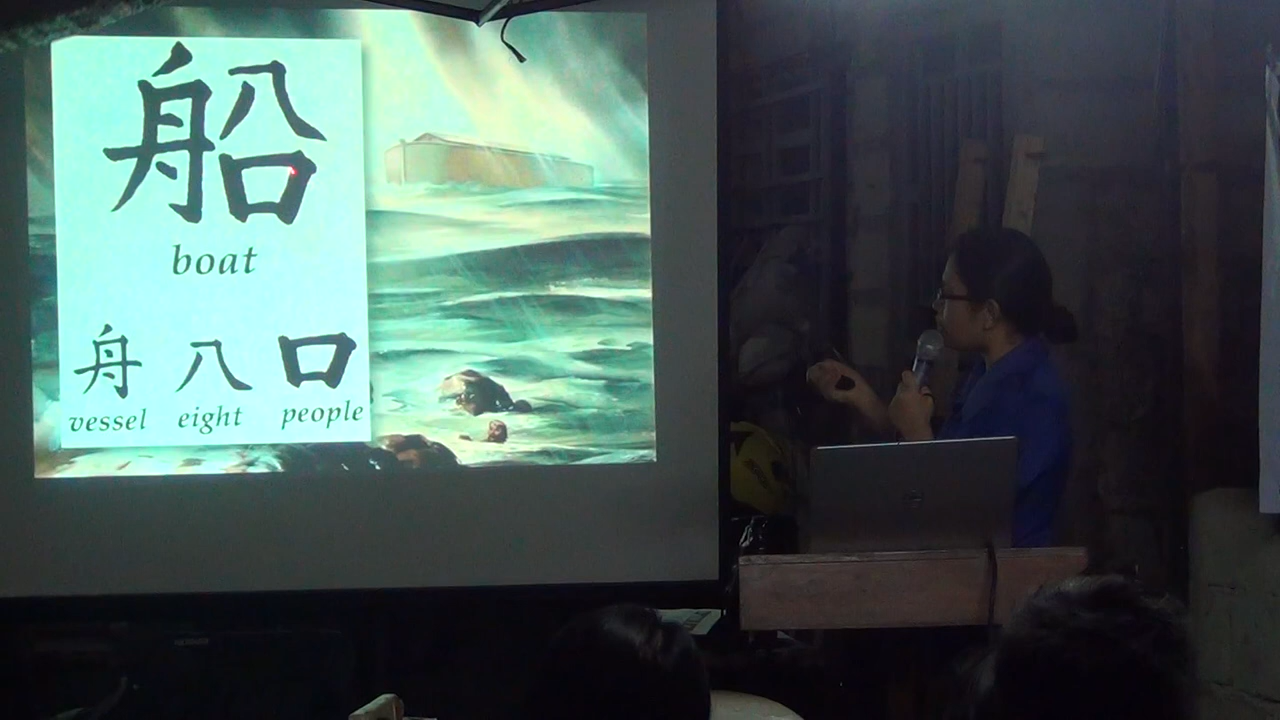 船
boat
舟 八 口
vessel eight people